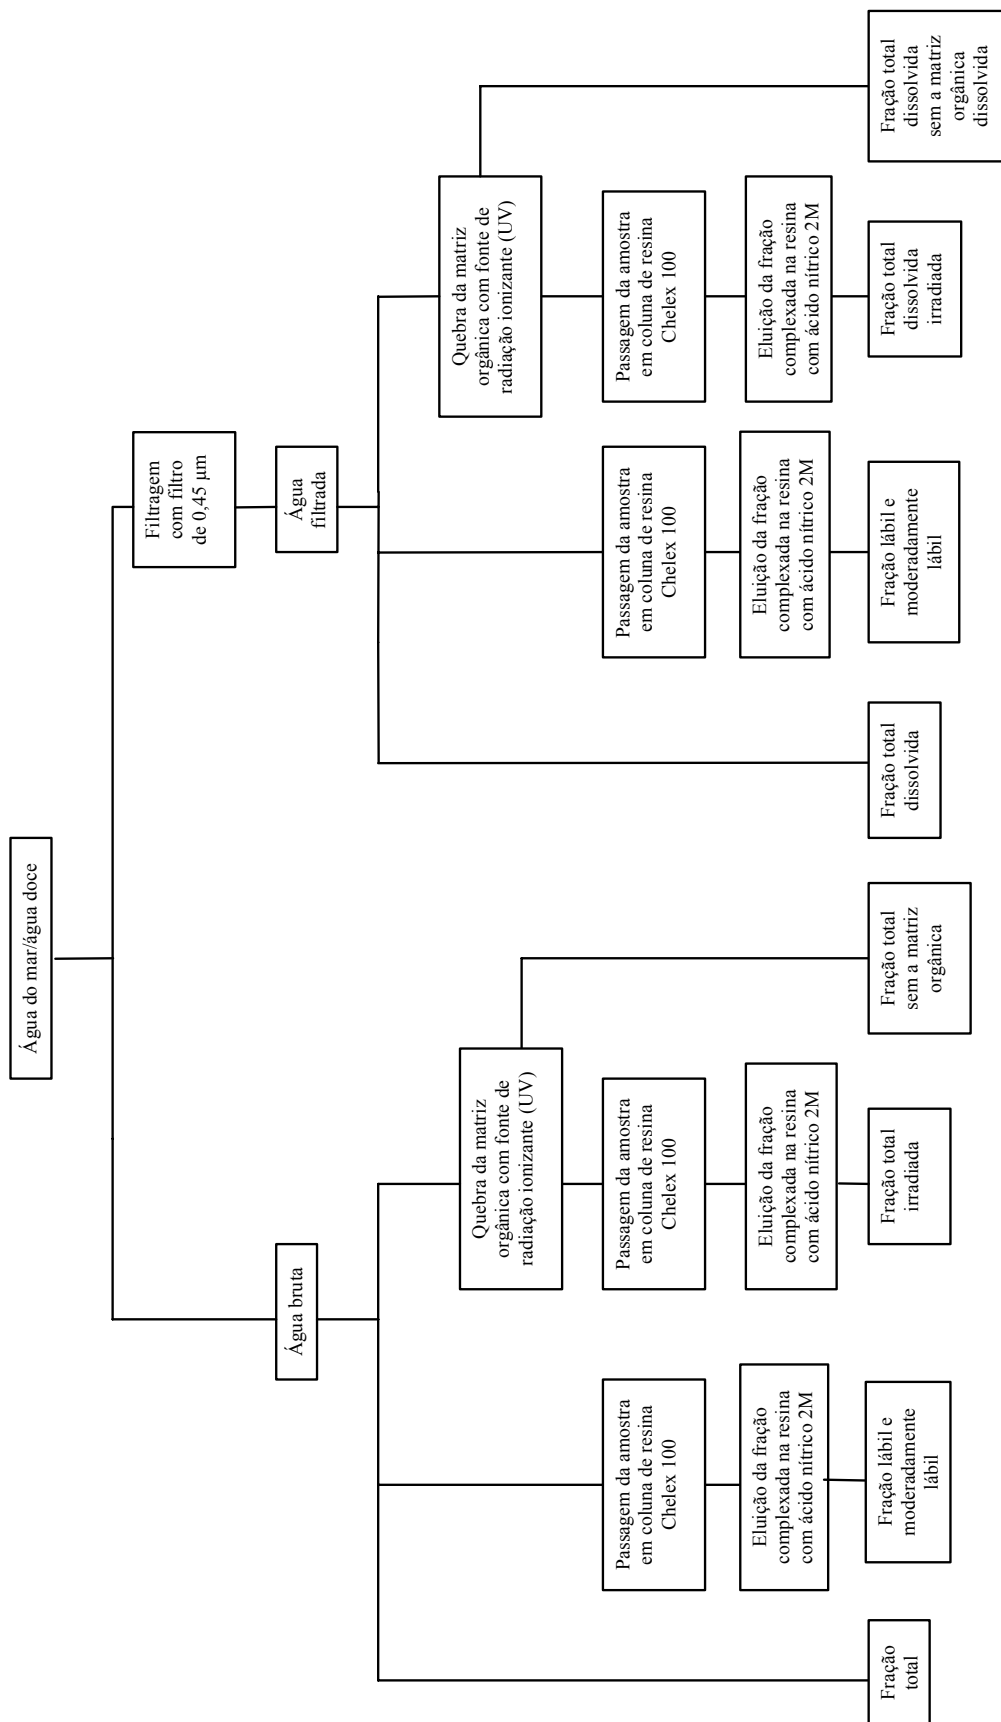 Água do mar/água doce
Filtragem
com filtro
de 0,45 µm
Água bruta
Água
filtrada
Quebra da matriz
orgânica com fonte de
radiação ionizante (UV)
Quebra da matriz
orgânica com fonte de
radiação ionizante (UV)
Passagem da amostra
em coluna de resina
Chelex 100
Passagem da amostra
em coluna de resina
Chelex 100
Passagem da amostra
em coluna de resina
Chelex 100
Passagem da amostra
em coluna de resina
Chelex 100
Eluição da fração
complexada na resina
com ácido nítrico 2M
Eluição da fração
complexada na resina
com ácido nítrico 2M
Eluição da fração
complexada na resina
com ácido nítrico 2M
Eluição da fração
complexada na resina
com ácido nítrico 2M
Fração
total
Fração lábil e
moderadamente
lábil
Fração total
irradiada
Fração total
sem a matriz
orgânica
Fração total
dissolvida
Fração lábil e
moderadamente
lábil
Fração total
dissolvida
irradiada
Fração total
dissolvida
sem a matriz
orgânica
dissolvida